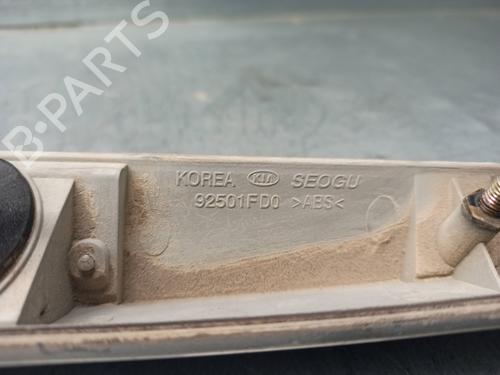 B-PARTS
KOREA KIA SEOGU
92501FD0 >ABS<